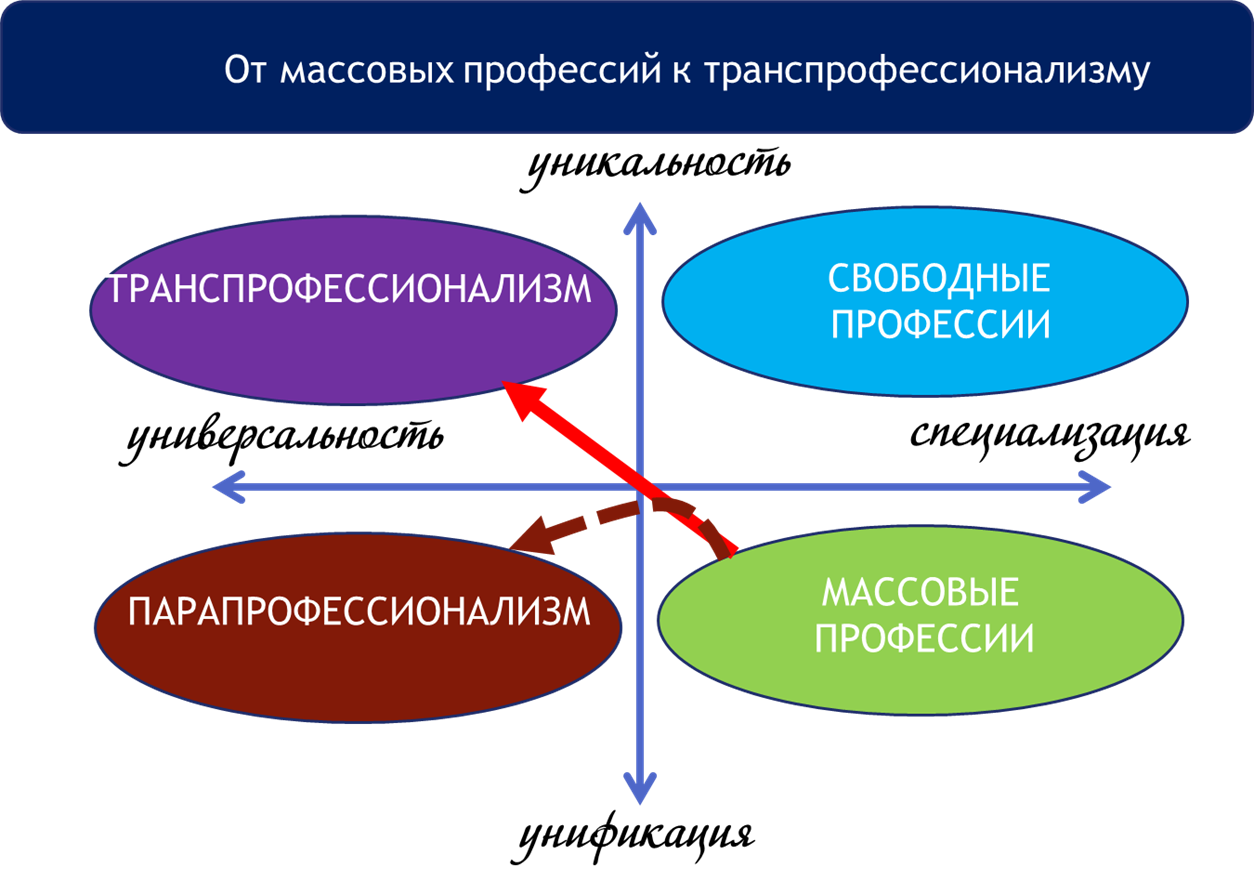 От массовых профессий к транспрофессионализму
уникальность
ТРАНСПРОФЕССИОНАЛИЗМ
СВОБОДНЫЕ
ПРОФЕССИИ
универсальность
специализация
ПАРАПРОФЕССИОНАЛИЗМ
МАССОВЫЕ
ПРОФЕССИИ
унификация